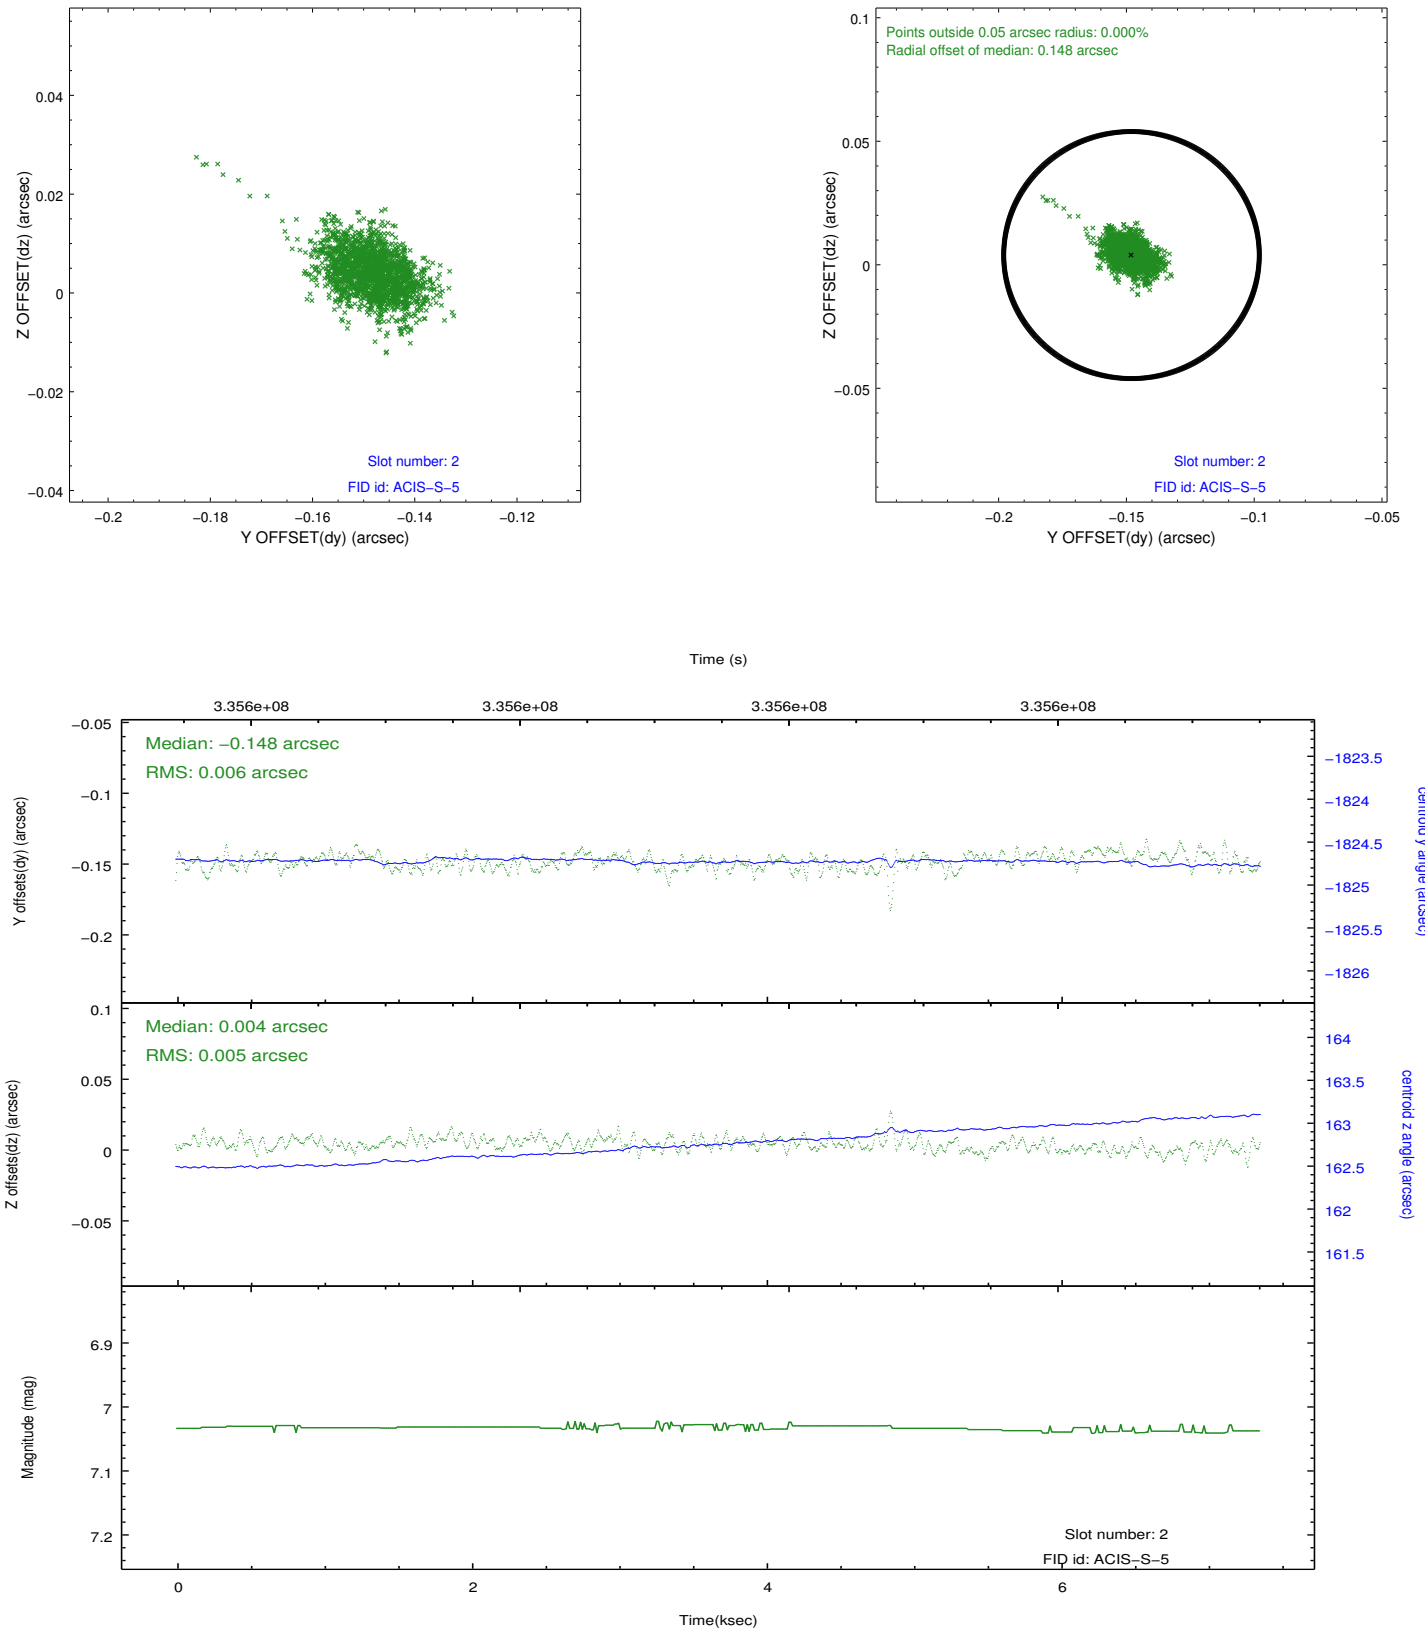 0.04
0.02
0
−0.02
−0.04
Z OFFSET(dz) (arcsec)
Slot number: 2
FID id: ACIS−S−5
−0.2
−0.18
−0.16
−0.14
−0.12
Y OFFSET(dy) (arcsec)
Points outside 0.05 arcsec radius: 0.000%
Radial offset of median: 0.148 arcsec
0.1
0.05
0
−0.05
Z OFFSET(dz) (arcsec)
Slot number: 2
FID id: ACIS−S−5
−0.2
−0.15
−0.1
−0.05
Y OFFSET(dy) (arcsec)
Time (s)
3.356e+08
3.356e+08
3.356e+08
3.356e+08
Median: −0.148 arcsec
RMS: 0.006 arcsec
−0.05
−0.1
−0.15
−0.2
Y offsets(dy) (arcsec)
−1823.5
−1824
−1824.5
−1825
−1825.5
−1826
centroid y angle (arcsec)
Median: 0.004 arcsec
RMS: 0.005 arcsec
0.1
0.05
0
−0.05
Z offsets(dz) (arcsec)
164
163.5
163
162.5
162
161.5
centroid z angle (arcsec)
6.9
7
7.1
7.2
Magnitude (mag)
Slot number: 2
FID id: ACIS−S−5
0
2
4
6
Time(ksec)